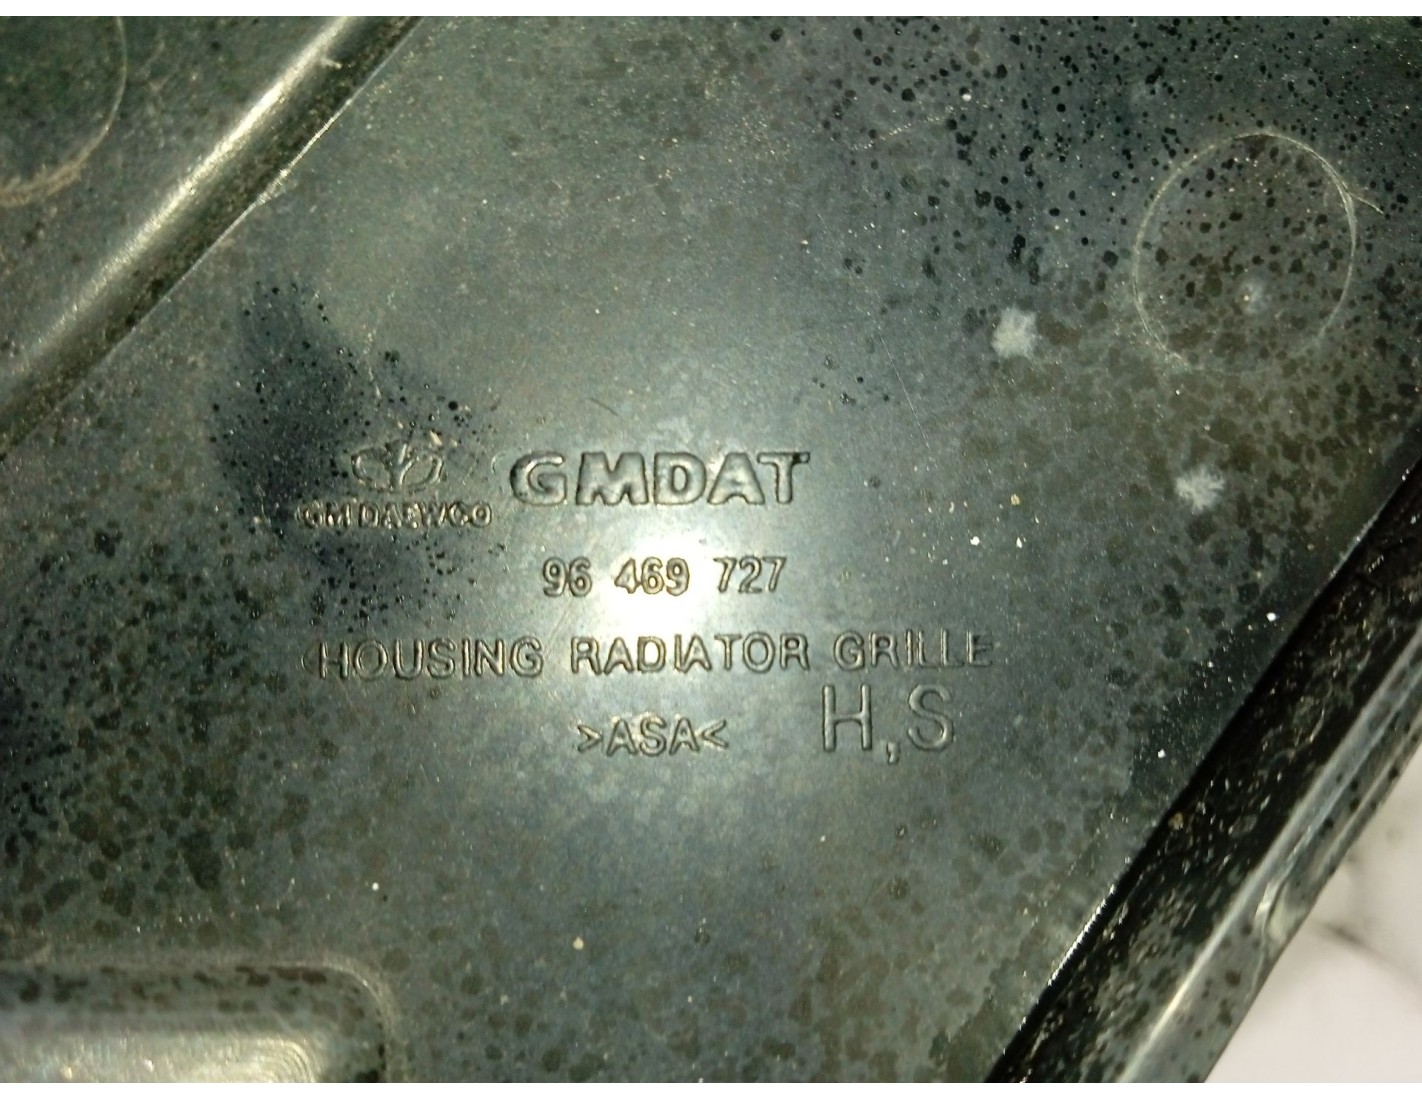 GM DAEWOO GMDAT
96 469 727
HOUSING RADIATOR GRILLE
>ASA< H,S